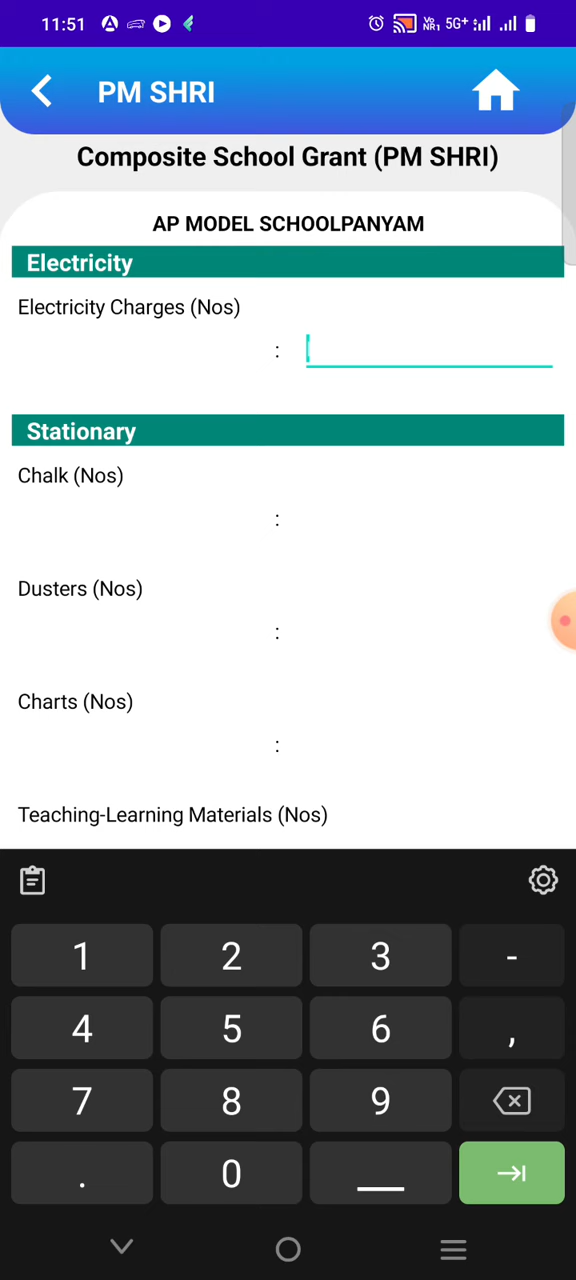 11:51
Vo NR1 5G+
PM SHRI
Composite School Grant (PM SHRI)
AP MODEL SCHOOLPANYAM
Electricity
Electricity Charges (Nos)
:
Stationary
Chalk (Nos)
:
Dusters (Nos)
:
Charts (Nos)
:
Teaching-Learning Materials (Nos)
1 2 3 -
4 5 6 ,
7 8 9
. 0